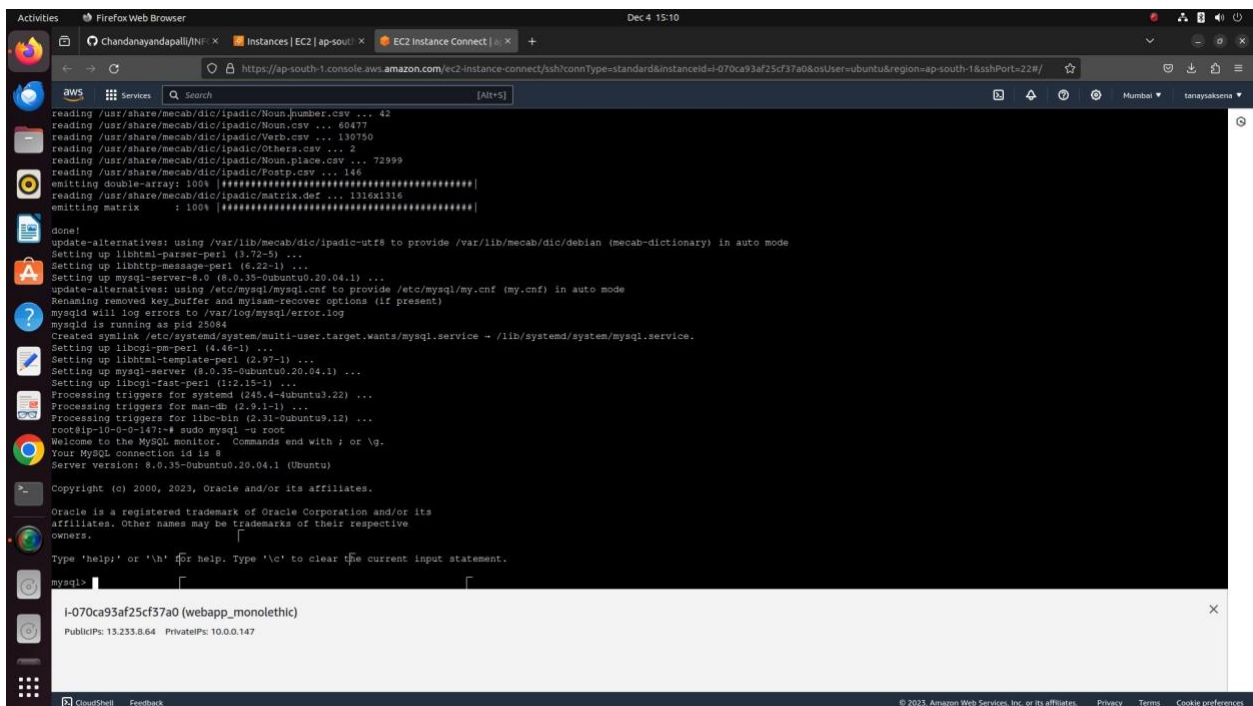 Activities Firefox Web Browser Dec 4 15:10
Chandanayandapalli/INF × Instances | EC2 | ap-south × EC2 Instance Connect | a × +
https://ap-south-1.console.aws.amazon.com/ec2-instance-connect/ssh?connType=standard&instanceId=i-070ca93af25cf37a0&osUser=ubuntu&region=ap-south-1&sshPort=22#/
aws Services Search [Alt+S] Mumbai ▼ tanaysaksena ▼
reading /usr/share/mecab/dic/ipadic/Noun.number.csv ... 42
reading /usr/share/mecab/dic/ipadic/Noun.csv ... 60477
reading /usr/share/mecab/dic/ipadic/Verb.csv ... 130750
reading /usr/share/mecab/dic/ipadic/Others.csv ... 2
reading /usr/share/mecab/dic/ipadic/Noun.place.csv ... 72999
reading /usr/share/mecab/dic/ipadic/Postp.csv ... 146
emitting double-array: 100% |###########################################|
reading /usr/share/mecab/dic/ipadic/matrix.def ... 1316x1316
emitting matrix : 100% |###########################################|
done!
update-alternatives: using /var/lib/mecab/dic/ipadic-utf8 to provide /var/lib/mecab/dic/debian (mecab-dictionary) in auto mode
Setting up libhtml-parser-perl (3.72-5) ...
Setting up libhttp-message-perl (6.22-1) ...
Setting up mysql-server-8.0 (8.0.35-0ubuntu0.20.04.1) ...
update-alternatives: using /etc/mysql/mysql.cnf to provide /etc/mysql/my.cnf (my.cnf) in auto mode
Renaming removed key_buffer and myisam-recover options (if present)
mysqld will log errors to /var/log/mysql/error.log
mysqld is running as pid 25084
Created symlink /etc/systemd/system/multi-user.target.wants/mysql.service → /lib/systemd/system/mysql.service.
Setting up libcgi-pm-perl (4.46-1) ...
Setting up libhtml-template-perl (2.97-1) ...
Setting up mysql-server (8.0.35-0ubuntu0.20.04.1) ...
Setting up libcgi-fast-perl (1:2.15-1) ...
Processing triggers for systemd (245.4-4ubuntu3.22) ...
Processing triggers for man-db (2.9.1-1) ...
Processing triggers for libc-bin (2.31-0ubuntu9.12) ...
root@ip-10-0-0-147:~# sudo mysql -u root
Welcome to the MySQL monitor. Commands end with ; or \g.
Your MySQL connection id is 8
Server version: 8.0.35-0ubuntu0.20.04.1 (Ubuntu)
Copyright (c) 2000, 2023, Oracle and/or its affiliates.
Oracle is a registered trademark of Oracle Corporation and/or its
affiliates. Other names may be trademarks of their respective
owners.
Type 'help;' or '\h' for help. Type '\c' to clear the current input statement.
mysql>
i-070ca93af25cf37a0 (webapp_monolethic)
PublicIPs: 13.233.8.64 PrivateIPs: 10.0.0.147
CloudShell Feedback © 2023, Amazon Web Services, Inc. or its affiliates. Privacy Terms Cookie preferences